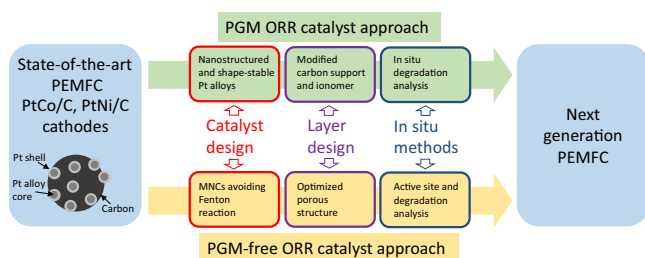 PGM ORR catalyst approach
State-of-the-art
PEMFC
PtCo/C, PtNi/C
cathodes
Pt shell
Pt alloy
core
Carbon
Nanostructured
and shape-stable
Pt alloys
Modified
carbon support
and ionomer
In situ
degradation
analysis
Catalyst
design
Layer
design
In situ
methods
MNCs avoiding
Fenton
reaction
Optimized
porous
structure
Active site and
degradation
analysis
PGM-free ORR catalyst approach
Next
generation
PEMFC